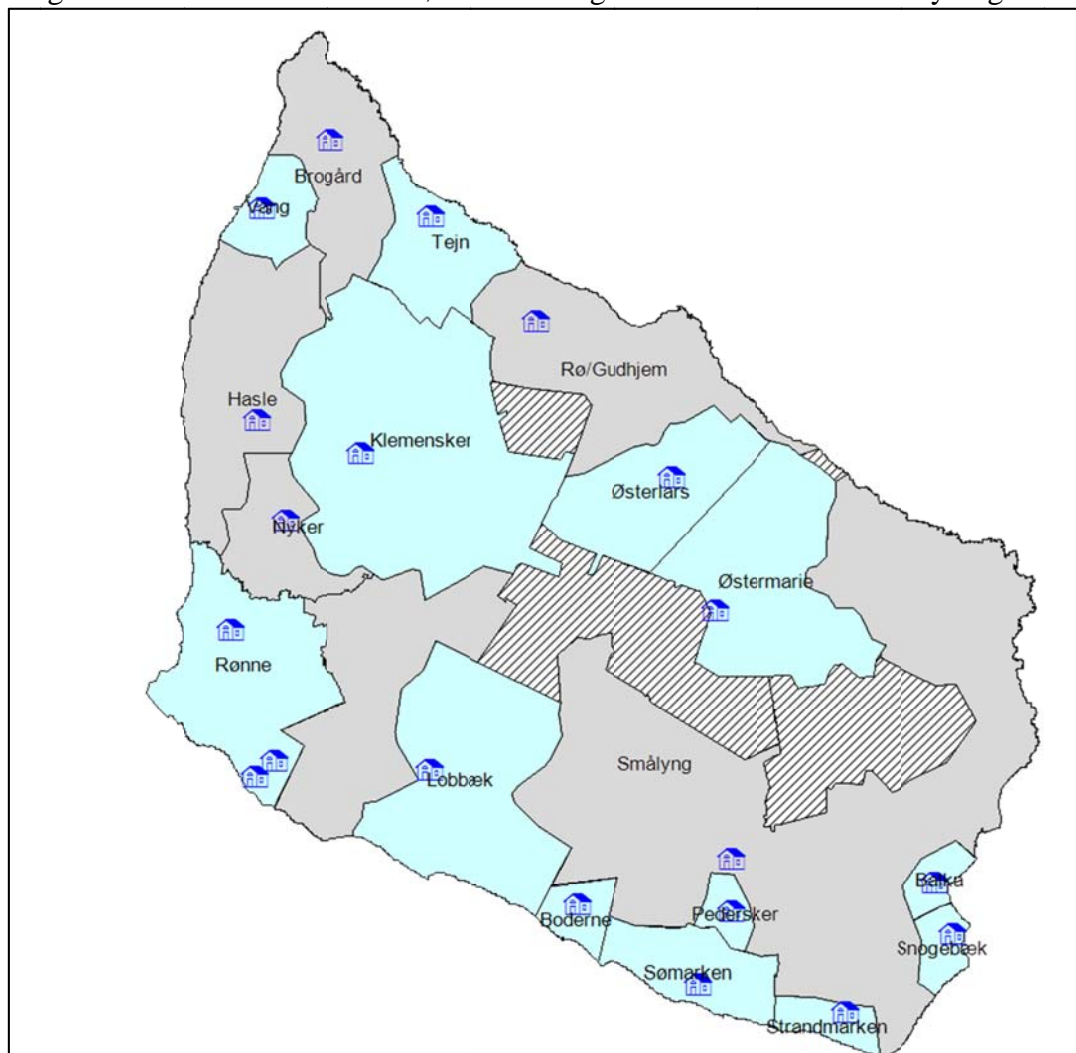 Brogård
Vang
Tejn
Rø/Gudhjem
Hasle
Klemensker
Østerlars
Nyker
Østermarie
Rønne
Smålyng
Lobbæk
Balka
Pedersker
Boderne
Snogebæk
Sømarken
Strandmarken